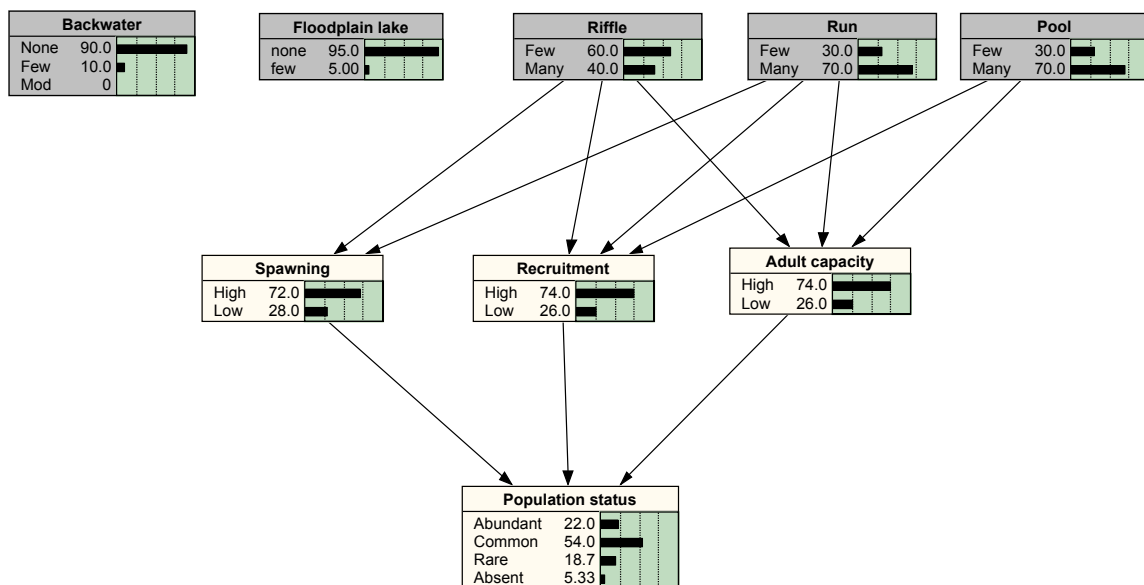 Backwater
None 90.0
Few 10.0
Mod 0
Floodplain lake
none 95.0
few 5.00
Riffle
Few 60.0
Many 40.0
Run
Few 30.0
Many 70.0
Pool
Few 30.0
Many 70.0
Spawning
High 72.0
Low 28.0
Recruitment
High 74.0
Low 26.0
Adult capacity
High 74.0
Low 26.0
Population status
Abundant 22.0
Common 54.0
Rare 18.7
Absent 5.33